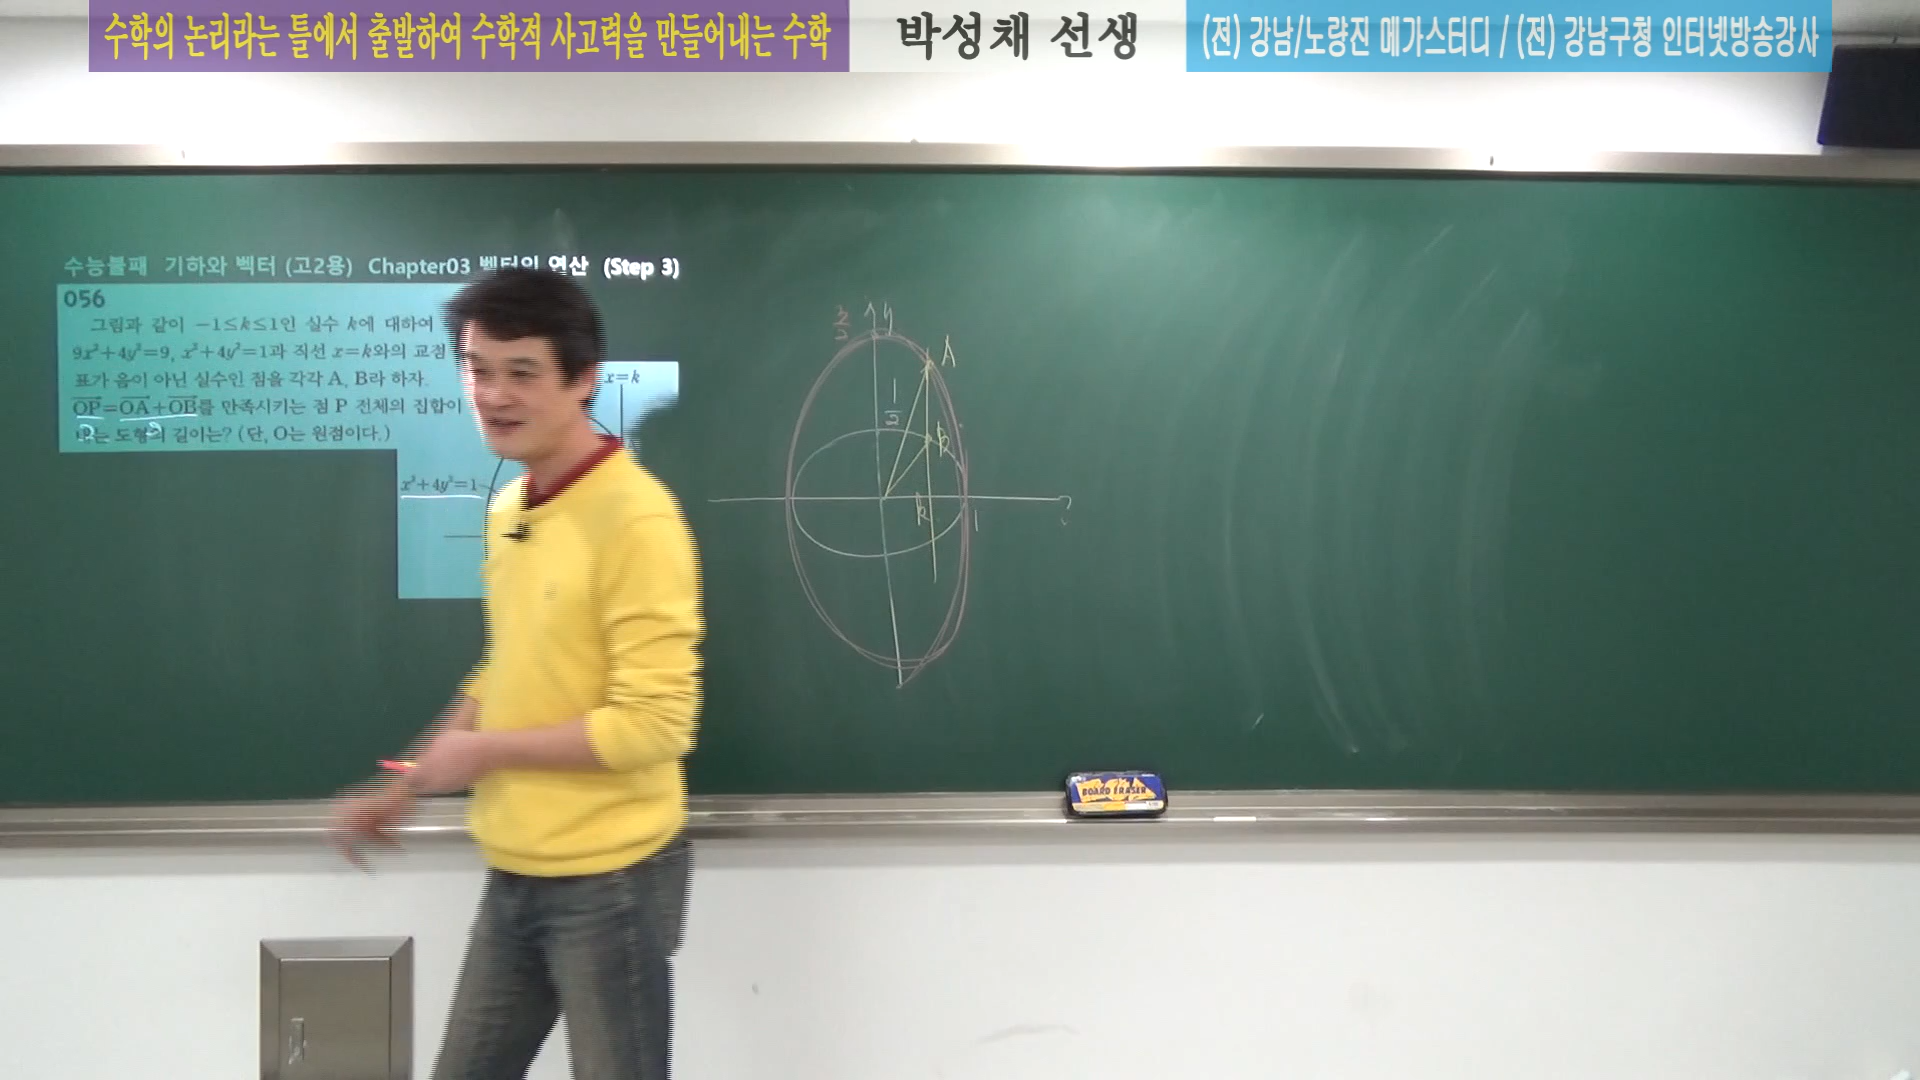 수학의 논리라는 틀에서 출발하여 수학적 사고력을 만들어내는 수학
박성채 선생
(전) 강남/노량진 메가스터디 / (젼) 강남구청 인터넷방송강사
수능불패 기하와 벡터 (고2용) Chapter03 벡터의 연산 (Step 3)
056
그림과 같이 −1≤k≤1인 실수 k에 대하여
9x²+4y²=9, x²+4y²=1과 직선 x=k와의 교점
표가 음이 아닌 실수인 점을 각각 A, B라 하자.
OP=OA+OB를 만족시키는 점 P 전체의 집합이
는 도형의 길이는? (단, O는 원점이다.)
x=k
x²+4y²=1
3/2
y
A
1/2
B
k
1
BOARD ERASER